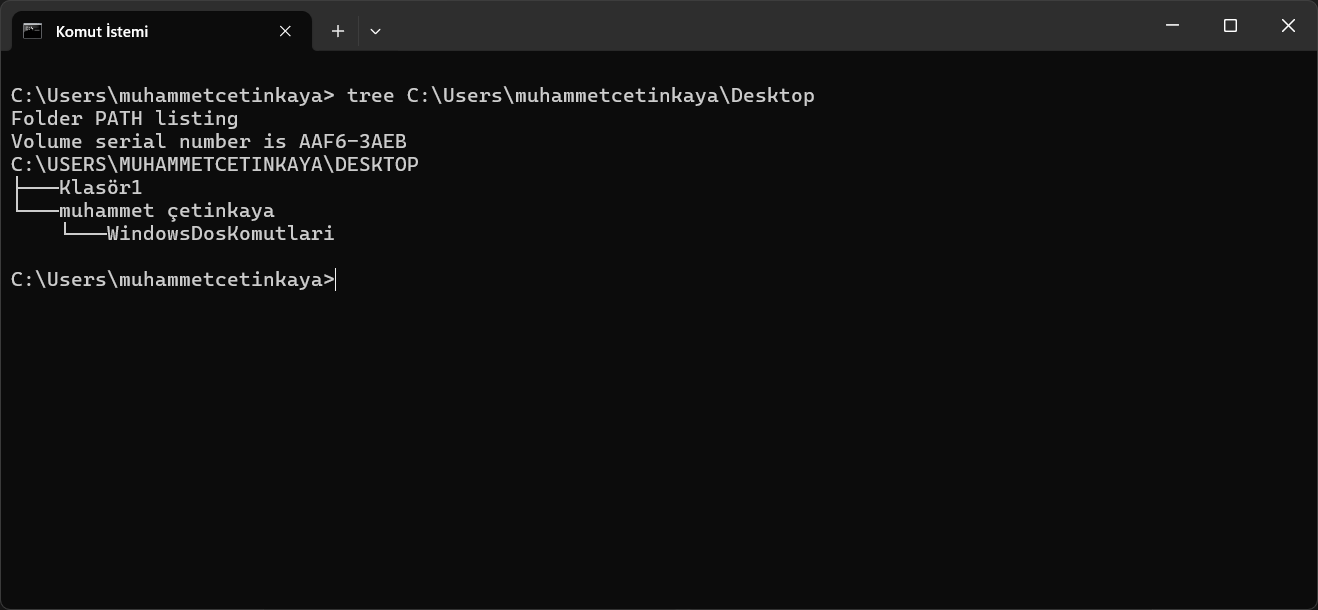 Komut İstemi
C:\Users\muhammetcetinkaya> tree C:\Users\muhammetcetinkaya\Desktop
Folder PATH listing
Volume serial number is AAF6-3AEB
C:\USERS\MUHAMMETCETINKAYA\DESKTOP
├───Klasör1
└───muhammet çetinkaya
    └───WindowsDosKomutlari
C:\Users\muhammetcetinkaya>